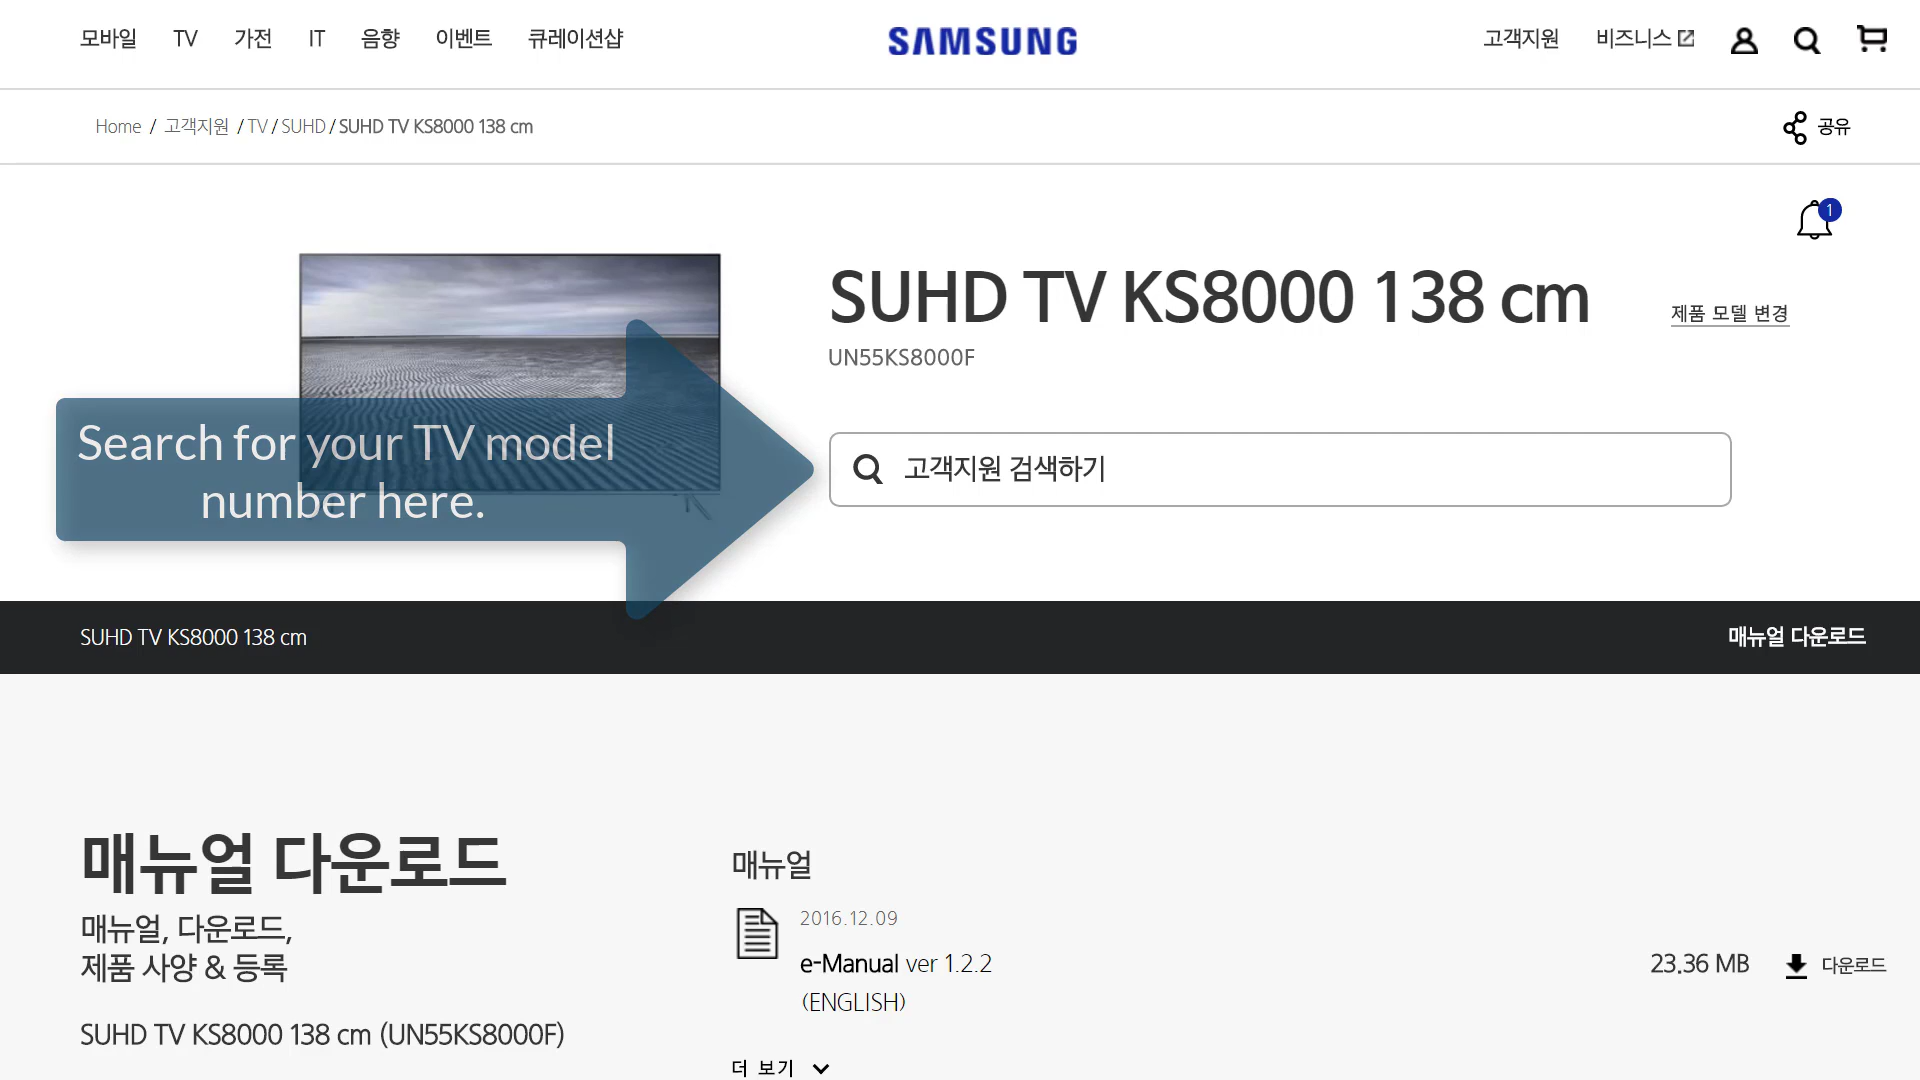 모바일 TV 가전 IT 음향 이벤트 큐레이션샵 SAMSUNG 고객지원 비즈니스
Home / 고객지원 / TV / SUHD / SUHD TV KS8000 138 cm 공유
1
SUHD TV KS8000 138 cm 제품 모델 변경
UN55KS8000F
Search for your TV model
number here.
고객지원 검색하기
SUHD TV KS8000 138 cm 매뉴얼 다운로드
매뉴얼 다운로드
매뉴얼, 다운로드,
제품 사양 & 등록
SUHD TV KS8000 138 cm (UN55KS8000F)
매뉴얼
2016.12.09
e-Manual ver 1.2.2 23.36 MB 다운로드
(ENGLISH)
더 보기